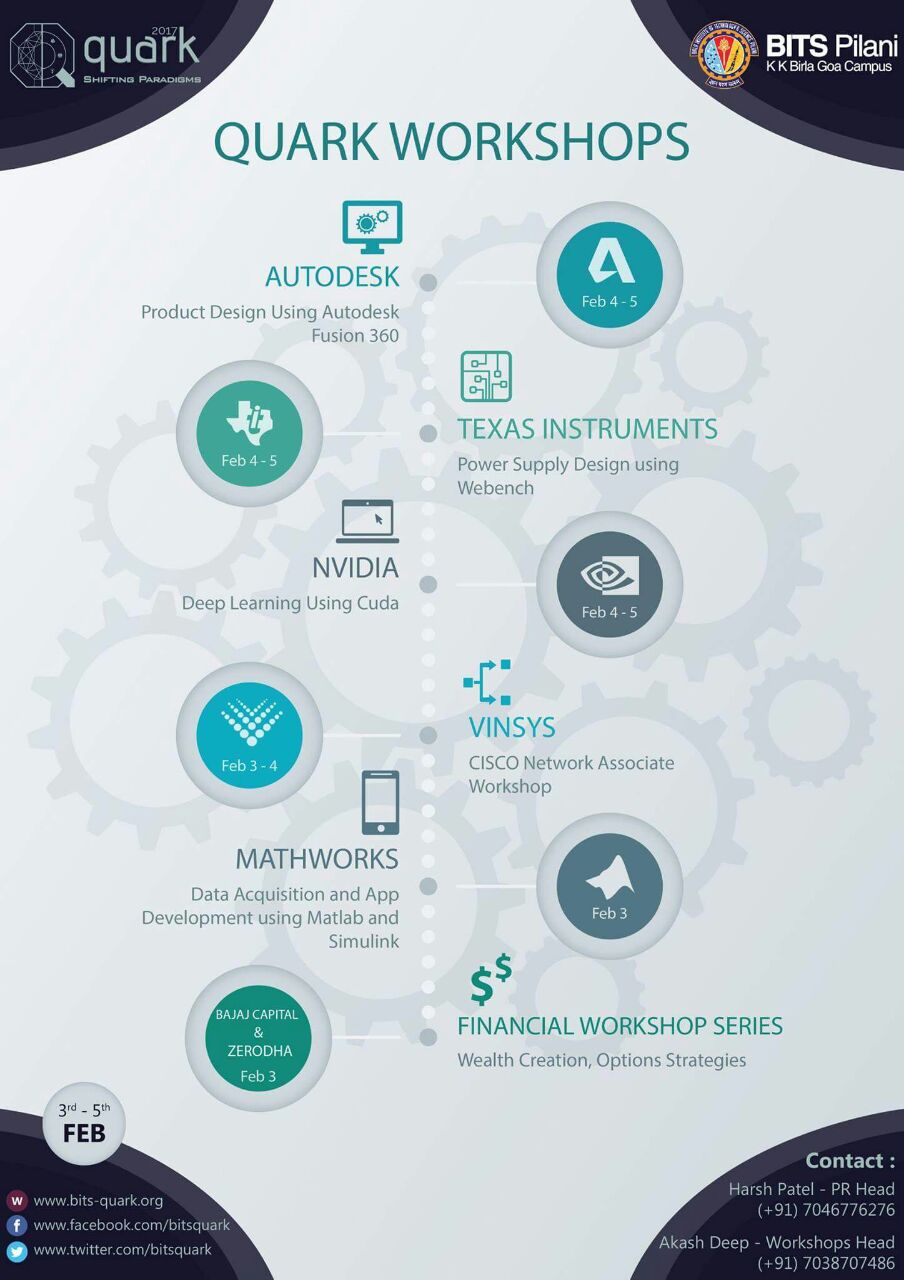 2017
quark
SHIFTING PARADIGMS
BITS Pilani
K K Birla Goa Campus
QUARK WORKSHOPS
AUTODESK
Product Design Using Autodesk
Fusion 360
Feb 4 - 5
TEXAS INSTRUMENTS
Power Supply Design using
Webench
Feb 4 - 5
NVIDIA
Deep Learning Using Cuda
Feb 4 - 5
VINSYS
CISCO Network Associate
Workshop
Feb 3 - 4
MATHWORKS
Data Acquisition and App
Development using Matlab and
Simulink
Feb 3
FINANCIAL WORKSHOP SERIES
Wealth Creation, Options Strategies
BAJAJ CAPITAL
&
ZERODHA
Feb 3
3rd - 5th
FEB
www.bits-quark.org
www.facebook.com/bitsquark
www.twitter.com/bitsquark
Contact :
Harsh Patel - PR Head
(+91) 7046776276
Akash Deep - Workshops Head
(+91) 7038707486